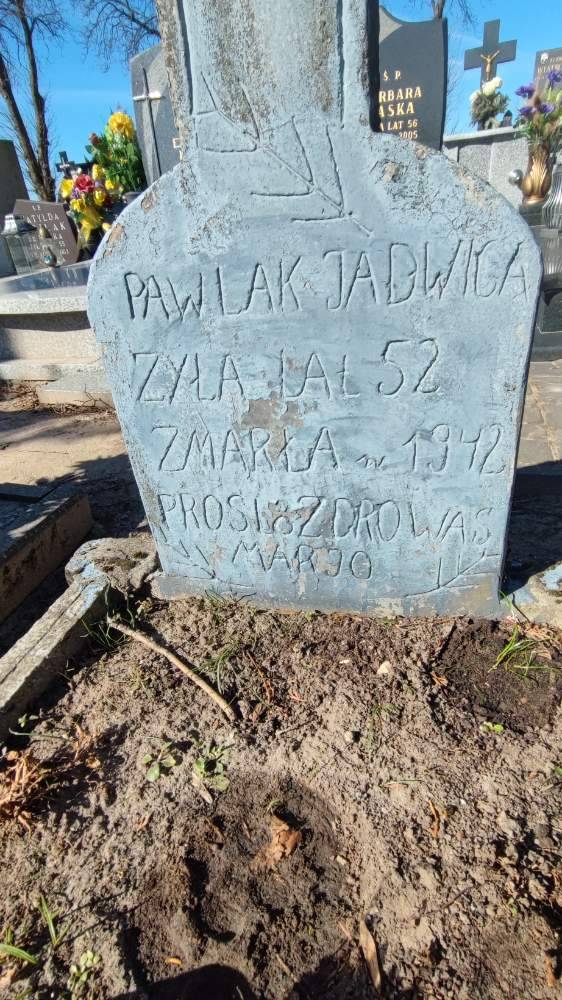 PAWLAK JADWIGA
ZYŁA LAT 52
ZMARŁA w 1942
PROSI o ZDROWAŚ
MARJO
Ś P.
RBARA
ASKA
LAT 56
2005
ATYLDA